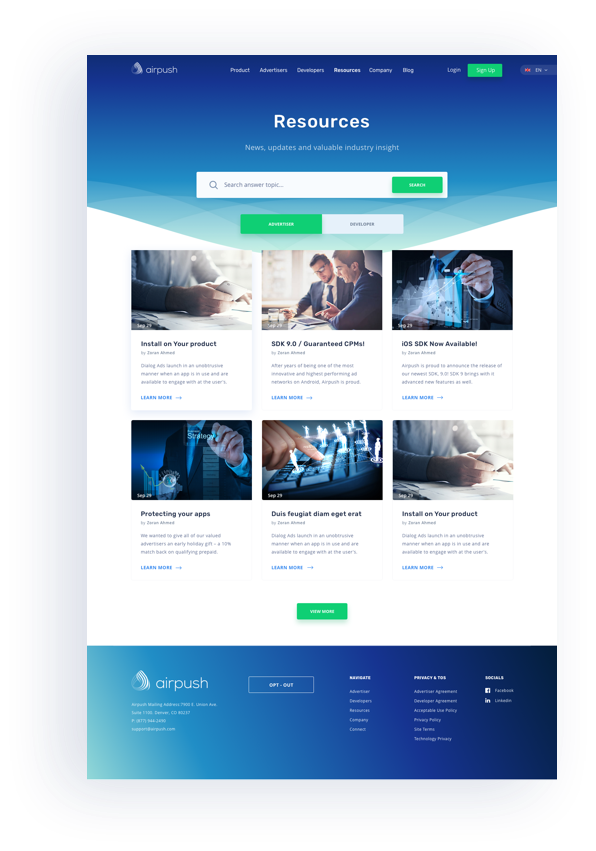 airpush
Product Advertisers Developers Resources Company Blog
Login Sign Up EN
Resources
News, updates and valuable industry insight
Search answer topic...
SEARCH
ADVERTISER DEVELOPER
Sep 29
Install on Your product
by Zoran Ahmed
Dialog Ads launch in an unobtrusive
manner when an app is in use and are
available to engage with at the user's.
LEARN MORE
Sep 29
SDK 9.0 / Guaranteed CPMs!
by Zoran Ahmed
After years of being one of the most
innovative and highest performing ad
networks on Android, Airpush is proud.
LEARN MORE
Sep 29
iOS SDK Now Available!
by Zoran Ahmed
Airpush is proud to announce the release of
our newest SDK, 9.0! SDK 9 brings with it
advanced new features as well.
LEARN MORE
Strategy
Sep 29
Protecting your apps
by Zoran Ahmed
We wanted to give all of our valued
advertisers an early holiday gift – a 10%
match back on qualifying prepaid.
LEARN MORE
Sep 29
Duis feugiat diam eget erat
by Zoran Ahmed
Dialog Ads launch in an unobtrusive
manner when an app is in use and are
available to engage with at the user's.
LEARN MORE
Sep 29
Install on Your product
by Zoran Ahmed
Dialog Ads launch in an unobtrusive
manner when an app is in use and are
available to engage with at the user's.
LEARN MORE
VIEW MORE
airpush
Airpush Mailing Address:7900 E. Union Ave.
Suite 1100, Denver, CO 80237
P: (877) 944-2490
support@airpush.com
OPT - OUT
NAVIGATE
Advertiser
Developers
Resources
Company
Contact
PRIVACY & TOS
Advertiser Agreement
Developer Agreement
Acceptable Use Policy
Privacy Policy
Site Terms
Technology Privacy
SOCIALS
Facebook
Linkedin